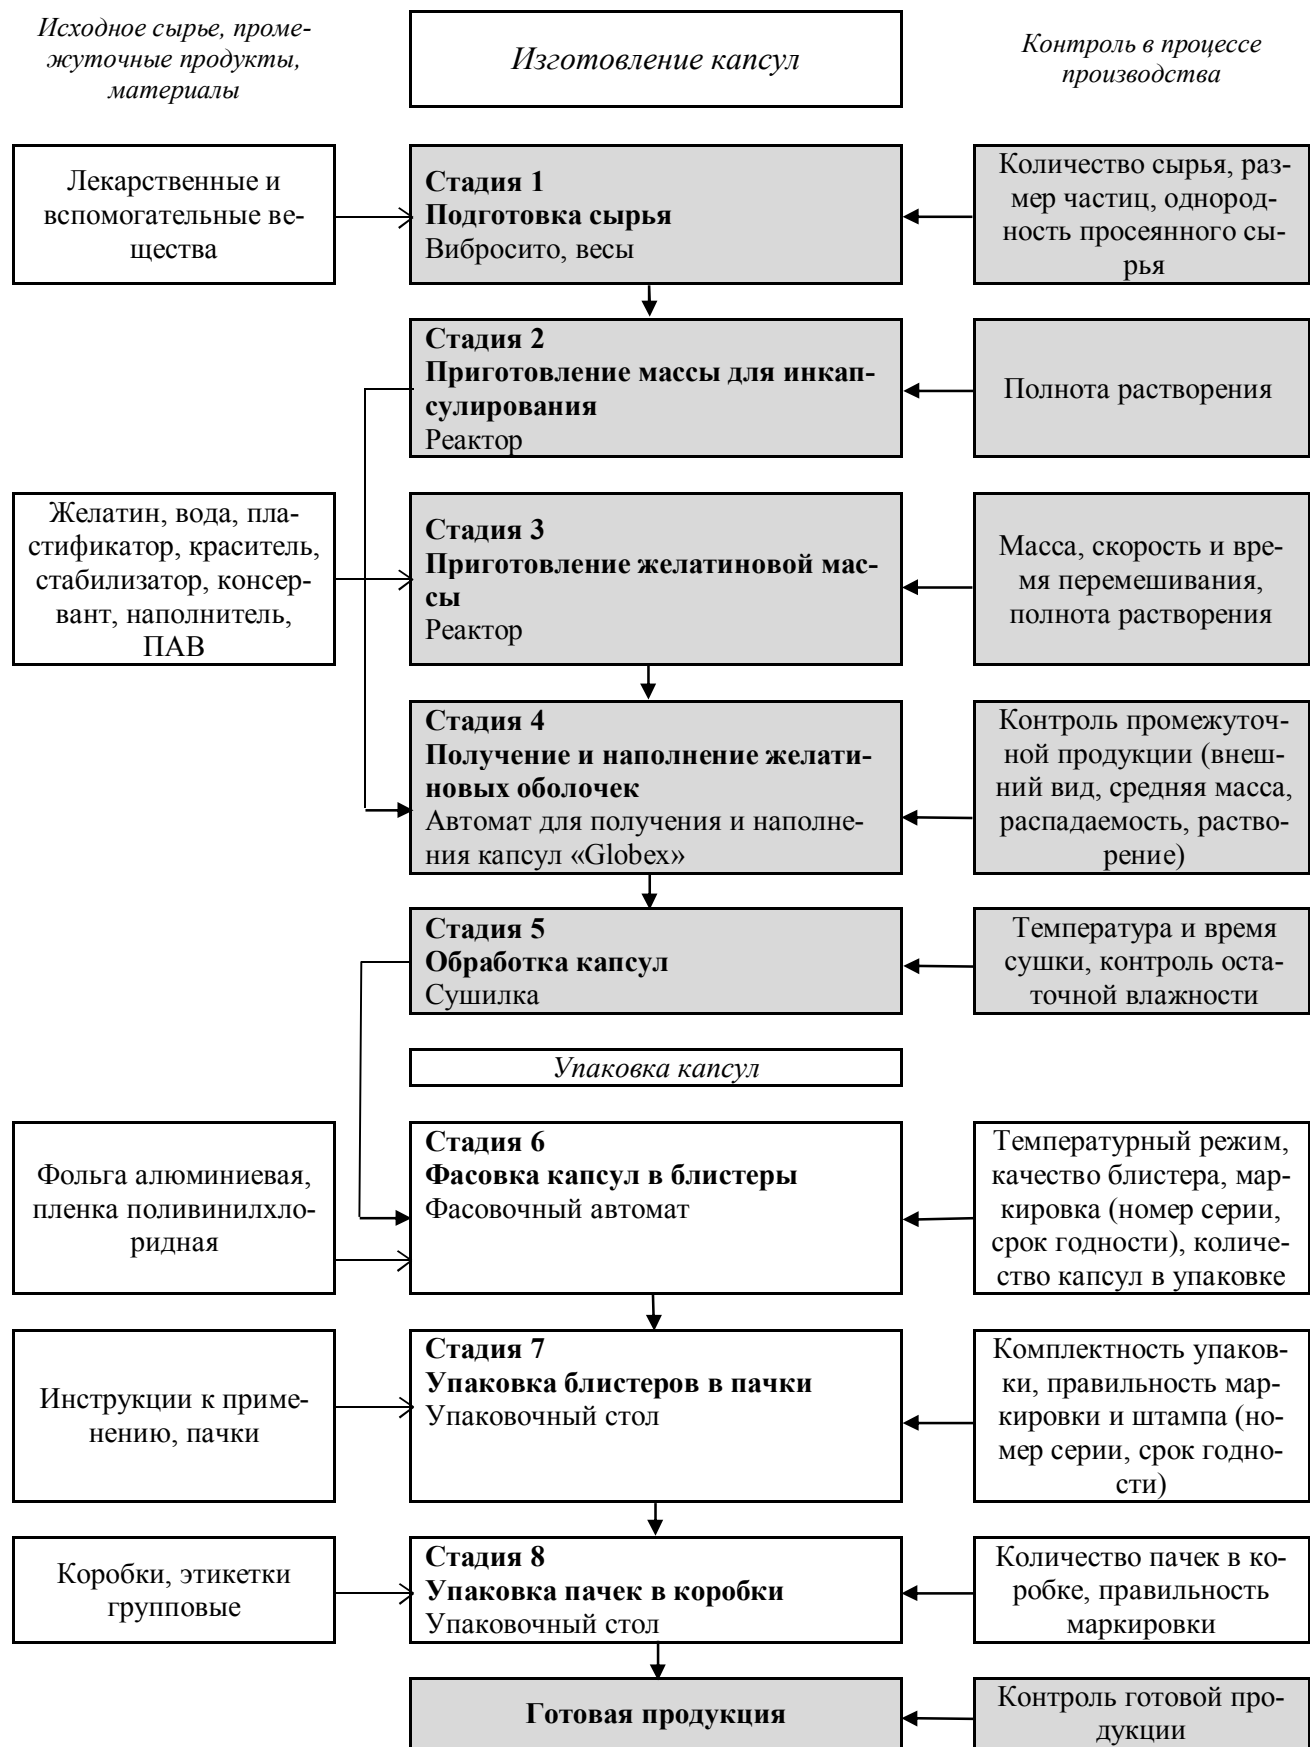 Исходное сырье, проме-
жуточные продукты,
материалы
Изготовление капсул
Контроль в процессе
производства
Лекарственные и
вспомогательные ве-
щества
Стадия 1
Подготовка сырья
Вибросито, весы
Количество сырья, раз-
мер частиц, однород-
ность просеянного сы-
рья
Стадия 2
Приготовление массы для инкап-
сулирования
Реактор
Полнота растворения
Желатин, вода, пла-
стификатор, краситель,
стабилизатор, консер-
вант, наполнитель,
ПАВ
Стадия 3
Приготовление желатиновой мас-
сы
Реактор
Масса, скорость и вре-
мя перемешивания,
полнота растворения
Стадия 4
Получение и наполнение желати-
новых оболочек
Автомат для получения и наполне-
ния капсул «Globex»
Контроль промежуточ-
ной продукции (внеш-
ний вид, средняя масса,
распадаемость, раство-
рение)
Стадия 5
Обработка капсул
Сушилка
Температура и время
сушки, контроль оста-
точной влажности
Упаковка капсул
Фольга алюминиевая,
пленка поливинилхло-
ридная
Стадия 6
Фасовка капсул в блистеры
Фасовочный автомат
Температурный режим,
качество блистера, мар-
кировка (номер серии,
срок годности), количе-
ство капсул в упаковке
Инструкции к приме-
нению, пачки
Стадия 7
Упаковка блистеров в пачки
Упаковочный стол
Комплектность упаков-
ки, правильность мар-
кировки и штампа (но-
мер серии, срок годно-
сти)
Коробки, этикетки
групповые
Стадия 8
Упаковка пачек в коробки
Упаковочный стол
Количество пачек в ко-
робке, правильность
маркировки
Готовая продукция
Контроль готовой про-
дукции